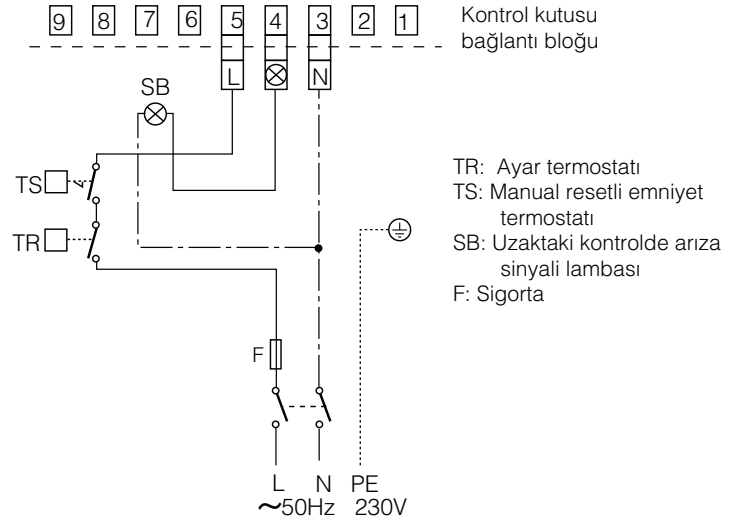 9 8 7 6 5 4 3 2 1
Kontrol kutusu
bağlantı bloğu
L N
SB
TS
TR
TR: Ayar termostatı
TS: Manual resetli emniyet
termostatı
SB: Uzaktaki kontrolde arıza
sinyali lambası
F: Sigorta
F
L N PE
~50Hz 230V